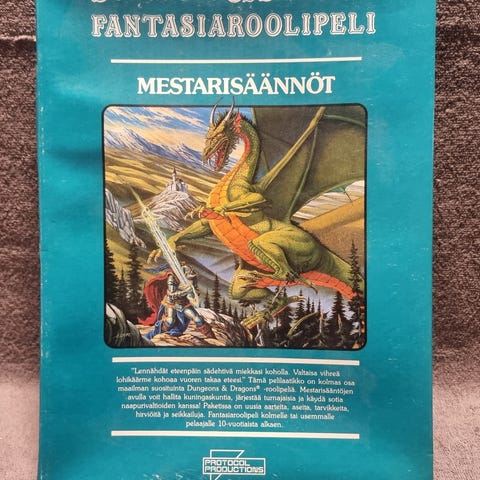 FANTASIAROOLIPELI
MESTARISÄÄNNÖT
"Lennähdät eteenpäin sädehtivä miekkasi koholla. Valtaisa vihreä
lohikäärme kohoaa vuoren takaa eteesi." Tämä pelilaatikko on kolmas osa
maailman suosituinta Dungeons & Dragons® -roolipeliä. Mestarisääntöjen
avulla voit hallita kuningaskuntia, järjestää turnajaisia ja käydä sotia
naapurivaltioiden kanssa! Paketissa on uusia aarteita, aseita, tarvikkeita,
hirviöitä ja seikkailuja. Fantasiaroolipeli kolmelle tai usemmalle
pelaajalle 10-vuotiaista alkaen.
PROTOCOL
PRODUCTIONS